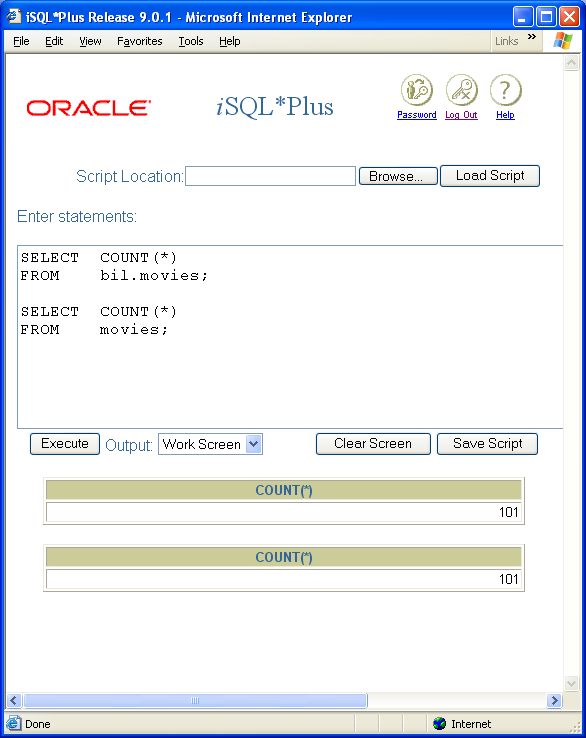 iSQL*Plus Release 9.0.1 - Microsoft Internet Explorer
File Edit View Favorites Tools Help Links »
ORACLE iSQL*Plus Password Log Out Help
Script Location: Browse... Load Script
Enter statements:
SELECT COUNT(*)
FROM bil.movies;
SELECT COUNT(*)
FROM movies;
Execute Output: Work Screen Clear Screen Save Script
COUNT(*)
101
COUNT(*)
101
Done Internet